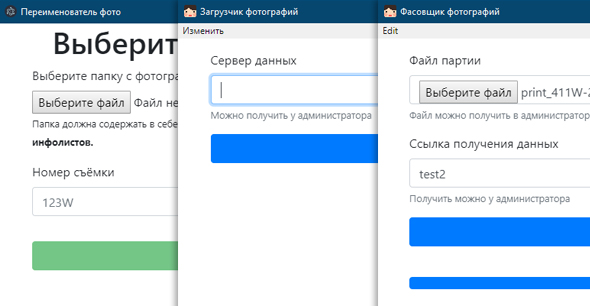 Переименователь фото
Выберит
Выберите папку с фотогра
Выберите файл Файл не
Папка должна содержать в себе
инфолистов.
Номер съёмки
123W
Загрузчик фотографий
Изменить
Сервер данных
Можно получить у администратора
Фасовщик фотографий
Edit
Файл партии
Выберите файл print_411W-2
Файл можно получить в администратор
Ссылка получения данных
test2
Получить можно у администратора